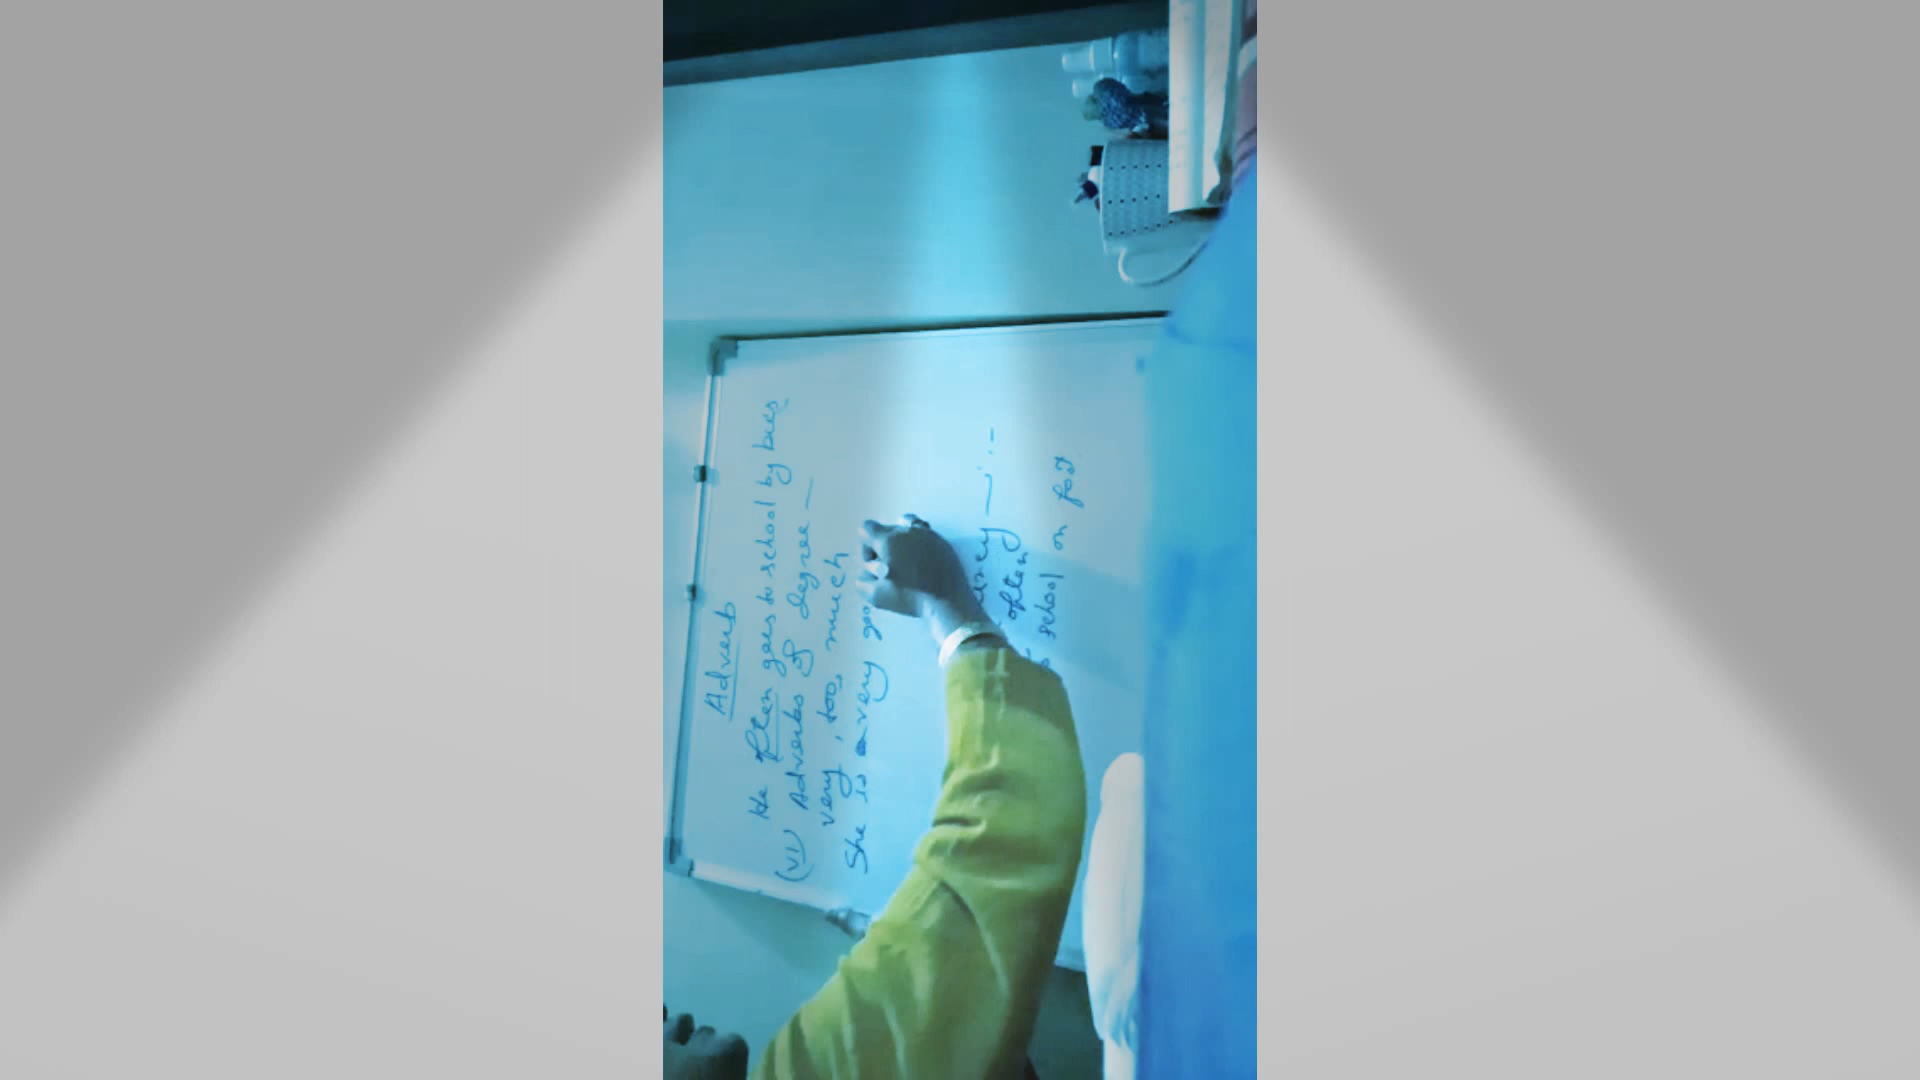 Adverb
He often goes to school by bus
(VI) Adverbs of degree —
very, too, much
She is very
often
school on foot